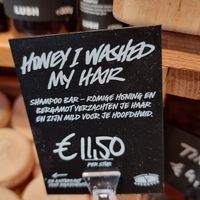 LUSH
HONEY I WASHED
MY HAIR
SHAMPOO BAR - ROMIGE HONING EN
BERGAMOT VERZACHTEN JE HAAR
EN ZIJN MILD VOOR JE HOOFDHUID.
€ 11,50
PER STUK